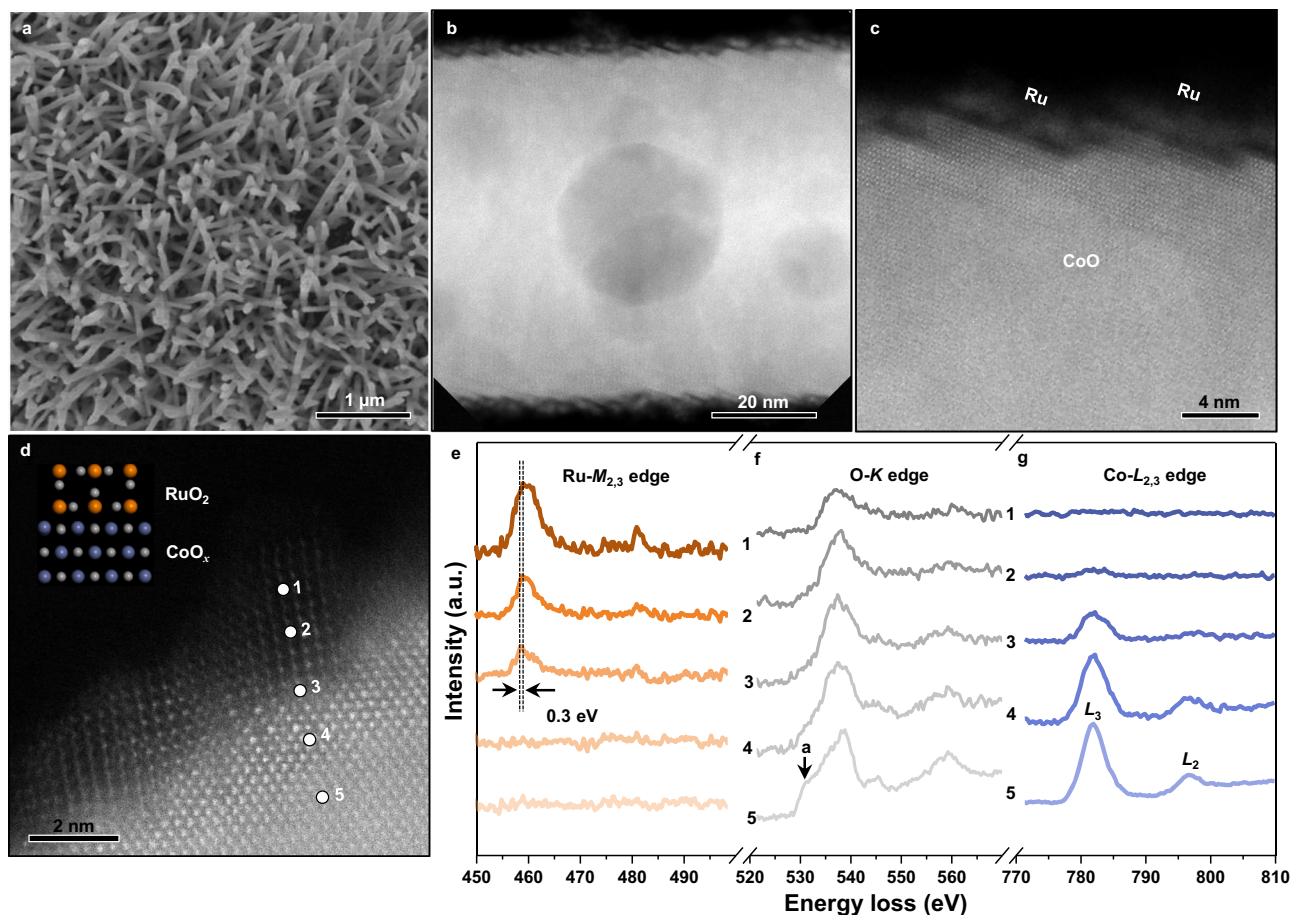 a
1 µm
b
20 nm
c
Ru
Ru
CoO
4 nm
d
RuO2
CoOx
1
2
3
4
5
2 nm
e
Ru-M2,3 edge
0.3 eV
f
O-K edge
a
g
Co-L2,3 edge
L3
L2
1
2
3
4
5
1
2
3
4
5
Intensity (a.u.)
450 460 470 480 490 520 530 540 550 560 770 780 790 800 810
Energy loss (eV)